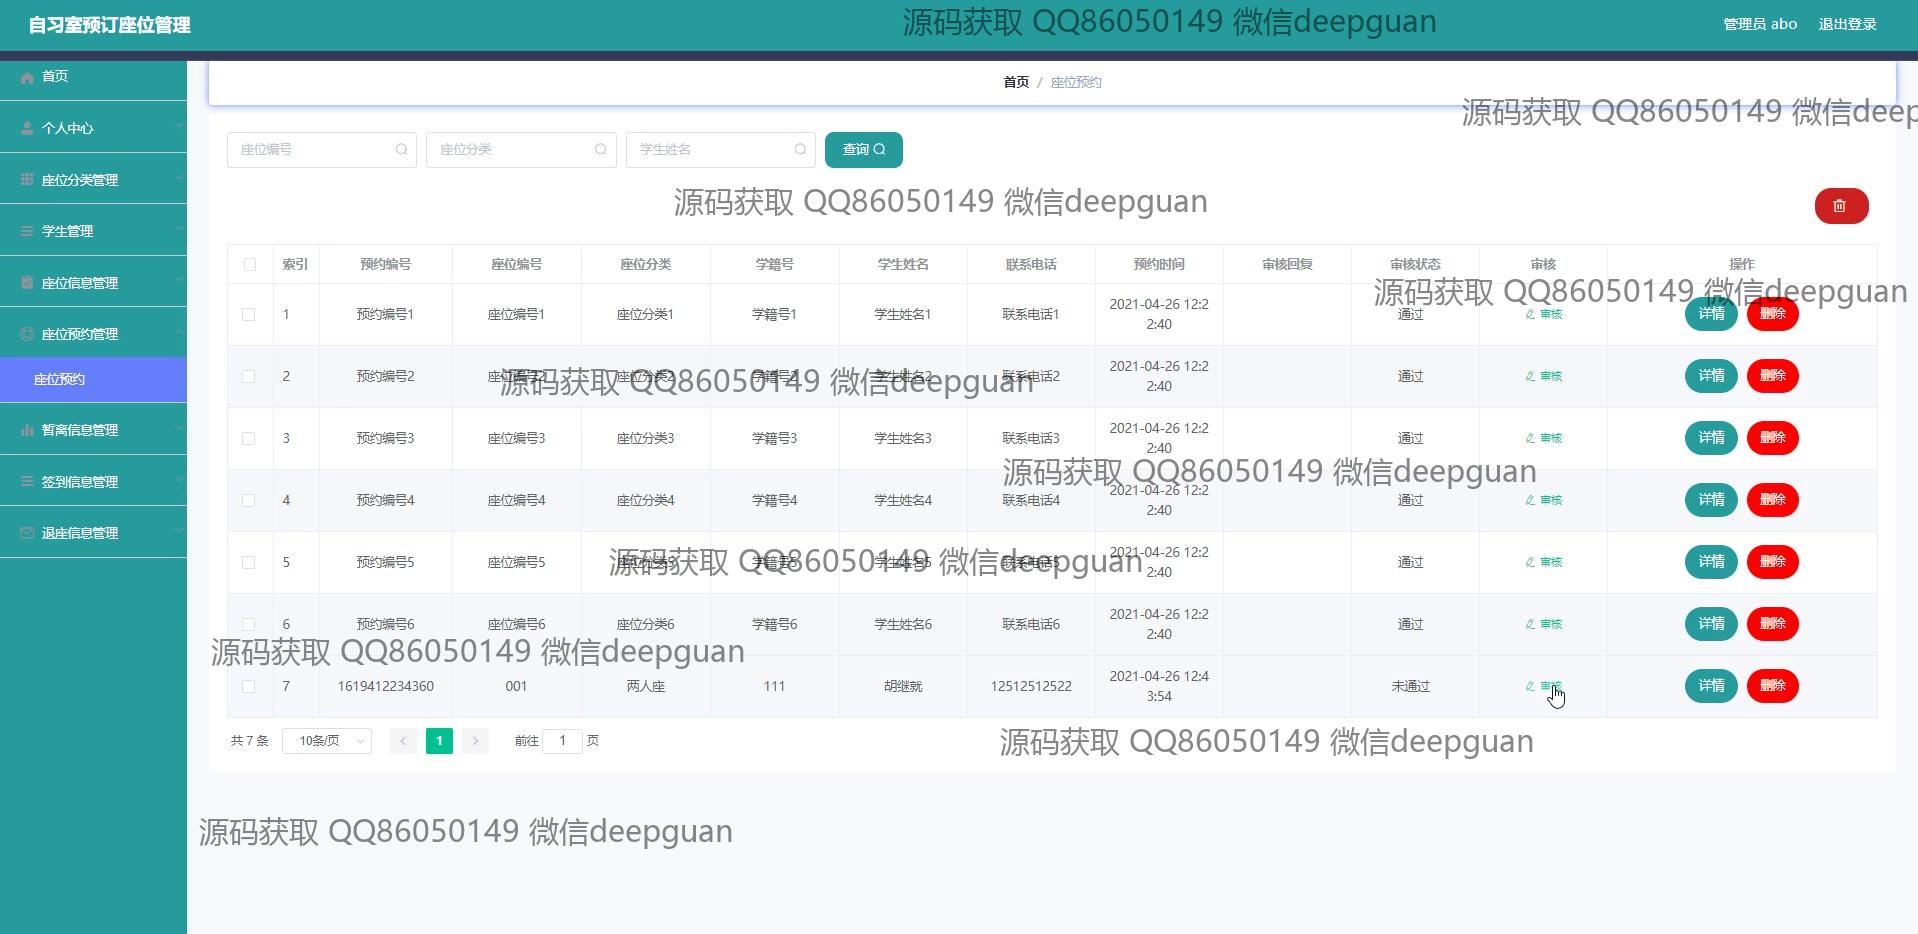 自习室预订座位管理
源码获取 QQ86050149 微信deepguan
管理员 abo 退出登录
首页
个人中心
座位分类管理
学生管理
座位信息管理
座位预约管理
座位预约
暂离信息管理
签到信息管理
退座信息管理
首页 / 座位预约
源码获取 QQ86050149 微信deep
座位编号 座位分类 学生姓名 查询
源码获取 QQ86050149 微信deepguan
索引 预约编号 座位编号 座位分类 学籍号 学生姓名 联系电话 预约时间 审核回复 审核状态 审核 操作
源码获取 QQ86050149 微信deepguan
1 预约编号1 座位编号1 座位分类1 学籍号1 学生姓名1 联系电话1 2021-04-26 12:2
2:40 通过 审核 详情 删除
2 预约编号2 座位编号2 座位分类2 学籍号2 学生姓名2 联系电话2 2021-04-26 12:2
2:40 通过 审核 详情 删除
源码获取 QQ86050149 微信deepguan
3 预约编号3 座位编号3 座位分类3 学籍号3 学生姓名3 联系电话3 2021-04-26 12:2
2:40 通过 审核 详情 删除
源码获取 QQ86050149 微信deepguan
4 预约编号4 座位编号4 座位分类4 学籍号4 学生姓名4 联系电话4 2021-04-26 12:2
2:40 通过 审核 详情 删除
5 预约编号5 座位编号5 座位分类5 学籍号5 学生姓名5 联系电话5 2021-04-26 12:2
2:40 通过 审核 详情 删除
源码获取 QQ86050149 微信deepguan
6 预约编号6 座位编号6 座位分类6 学籍号6 学生姓名6 联系电话6 2021-04-26 12:2
2:40 通过 审核 详情 删除
源码获取 QQ86050149 微信deepguan
7 1619412234360 001 两人座 111 胡继就 12512512522 2021-04-26 12:4
3:54 未通过 审核 详情 删除
共 7 条 10条/页 1 前往 1 页
源码获取 QQ86050149 微信deepguan
源码获取 QQ86050149 微信deepguan